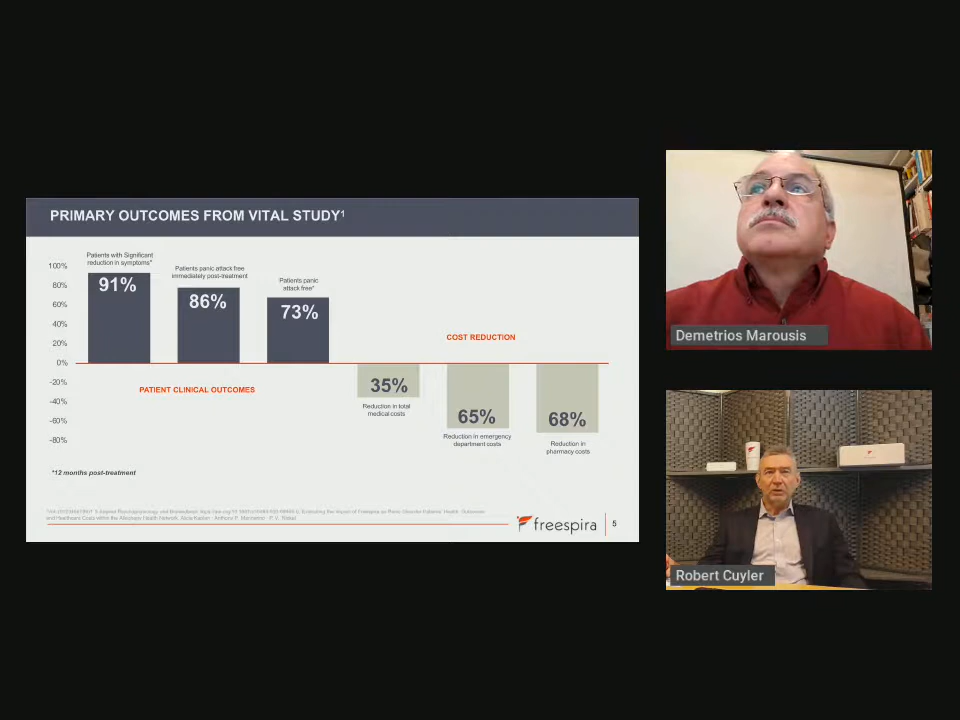 PRIMARY OUTCOMES FROM VITAL STUDY¹
Patients with Significant
reduction in symptoms*
Patients panic attack free
immediately post-treatment
Patients panic
attack free*
100%
80%
60%
40%
20%
0%
-20%
-40%
-60%
-80%
91%
86%
73%
COST REDUCTION
PATIENT CLINICAL OUTCOMES
35%
Reduction in total
medical costs
65%
Reduction in emergency
department costs
68%
Reduction in
pharmacy costs
*12 months post-treatment
freespira
5
Demetrios Marousis
Robert Cuyler